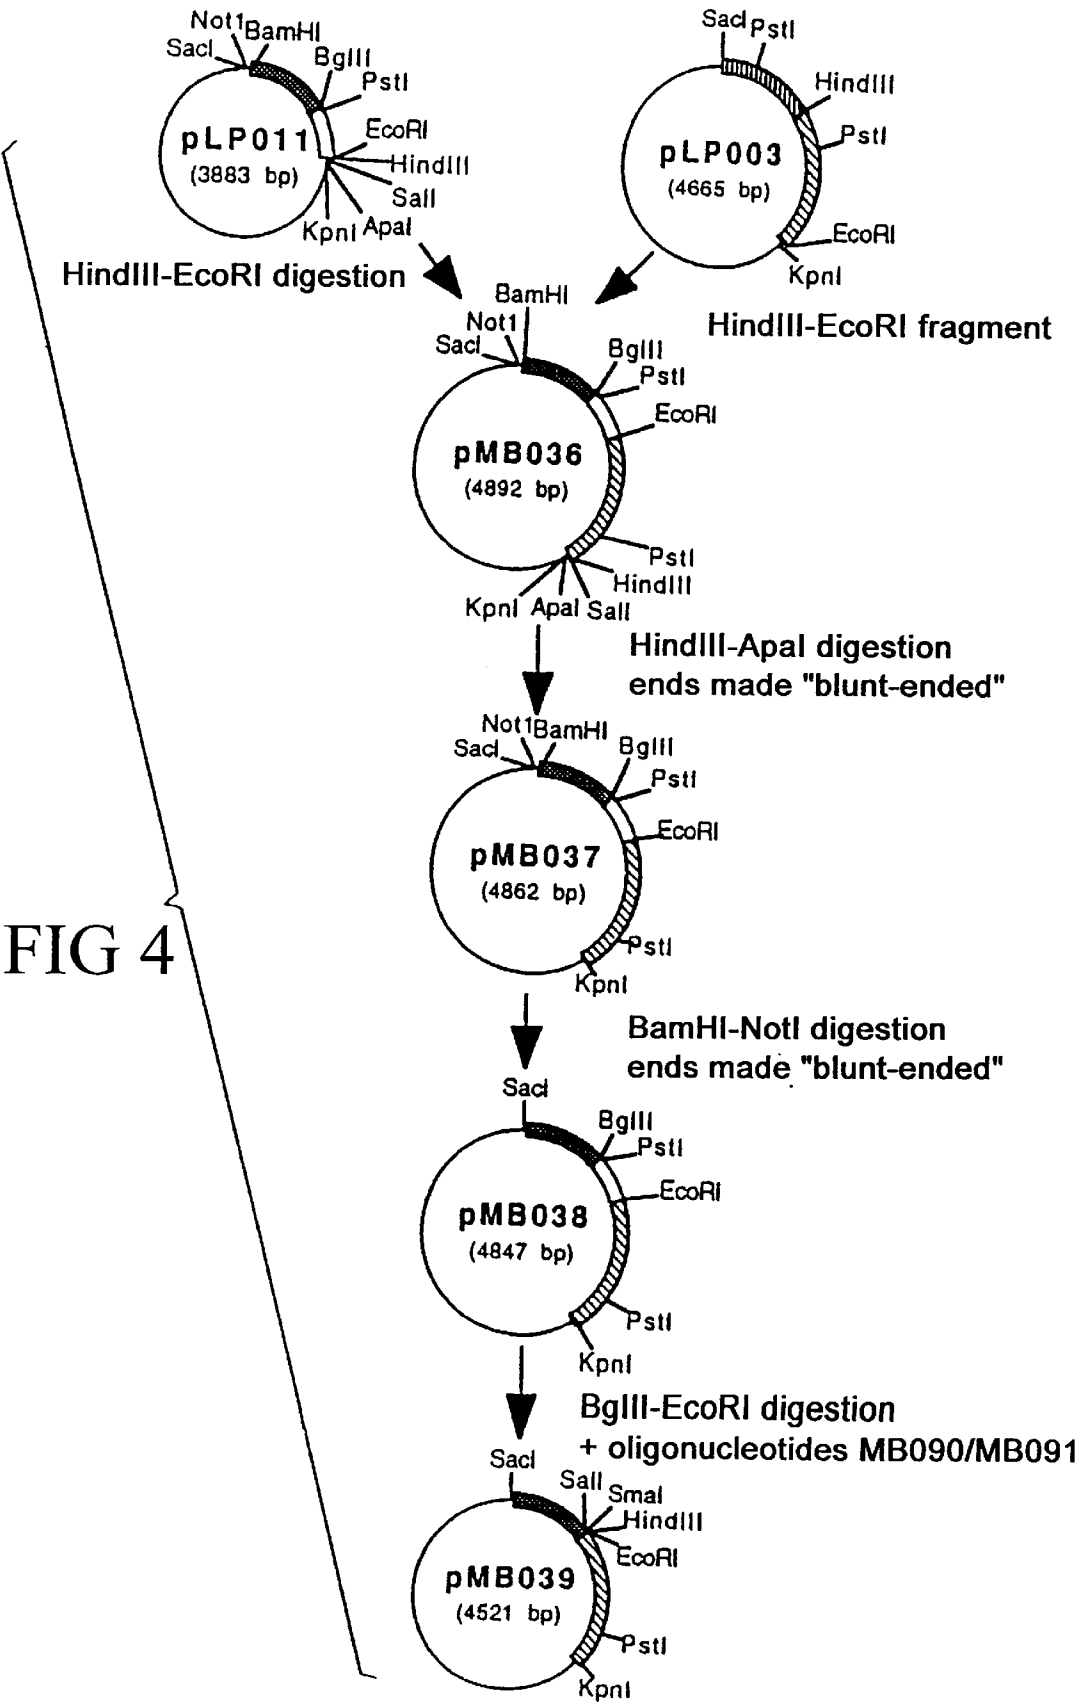 Not1 BamHI
SacI
BglII
PstI
pLP011
(3883 bp)
EcoRI
HindIII
SalI
ApaI
KpnI
HindIII-EcoRI digestion
SacI
PstI
HindIII
PstI
pLP003
(4665 bp)
EcoRI
KpnI
HindIII-EcoRI fragment
BamHI
Not1
SacI
BglII
PstI
EcoRI
pMB036
(4892 bp)
PstI
HindIII
KpnI ApaI SalI
HindIII-ApaI digestion
ends made "blunt-ended"
Not1 BamHI
SacI
BglII
PstI
EcoRI
pMB037
(4862 bp)
PstI
KpnI
FIG 4
BamHI-NotI digestion
ends made "blunt-ended"
SacI
BglII
PstI
EcoRI
pMB038
(4847 bp)
PstI
KpnI
BglII-EcoRI digestion
+ oligonucleotides MB090/MB091
SacI
SalI
SmaI
HindIII
EcoRI
pMB039
(4521 bp)
PstI
KpnI